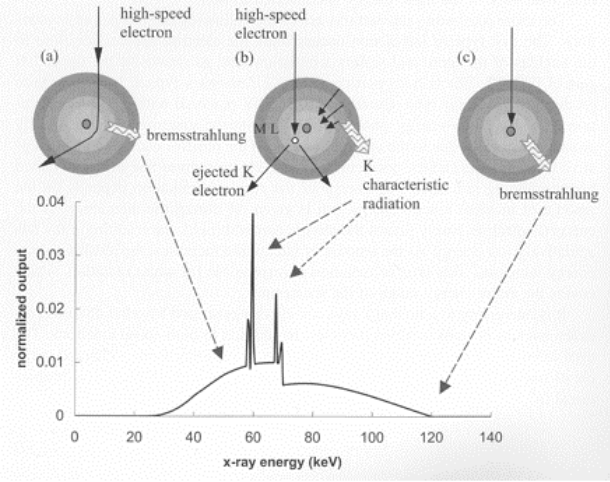 high-speed
electron
(a)
bremsstrahlung
high-speed
electron
(b)
M L
ejected K
electron
K
characteristic
radiation
(c)
bremsstrahlung
normalized output
0.04
0.03
0.02
0.01
0
0 20 40 60 80 100 120 140
x-ray energy (keV)